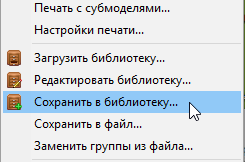 Печать с субмоделями...
Настройки печати...
Загрузить библиотеку...
Редактировать библиотеку...
Сохранить в библиотеку...
Сохранить в файл...
Заменить группы из файла...